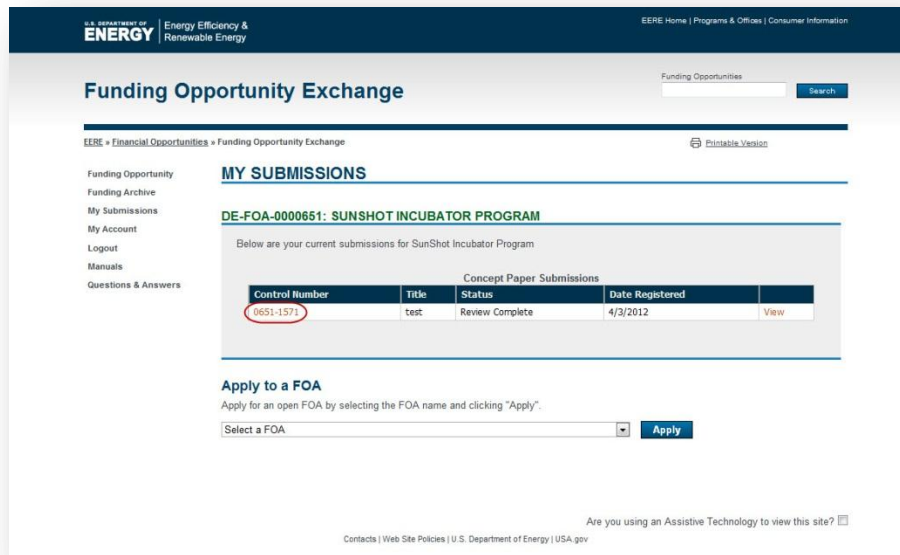 U.S. DEPARTMENT OF
ENERGY
Energy Efficiency &
Renewable Energy
EERE Home | Programs & Offices | Consumer Information
Funding Opportunity Exchange
Funding Opportunities
Search
EERE » Financial Opportunities » Funding Opportunity Exchange
Printable Version
Funding Opportunity
Funding Archive
My Submissions
My Account
Logout
Manuals
Questions & Answers
MY SUBMISSIONS
DE-FOA-0000651: SUNSHOT INCUBATOR PROGRAM
Below are your current submissions for SunShot Incubator Program
Concept Paper Submissions
Control Number Title Status Date Registered
0651-1571 test Review Complete 4/3/2012 View
Apply to a FOA
Apply for an open FOA by selecting the FOA name and clicking "Apply".
Select a FOA
Apply
Are you using an Assistive Technology to view this site?
Contacts | Web Site Policies | U.S. Department of Energy | USA.gov